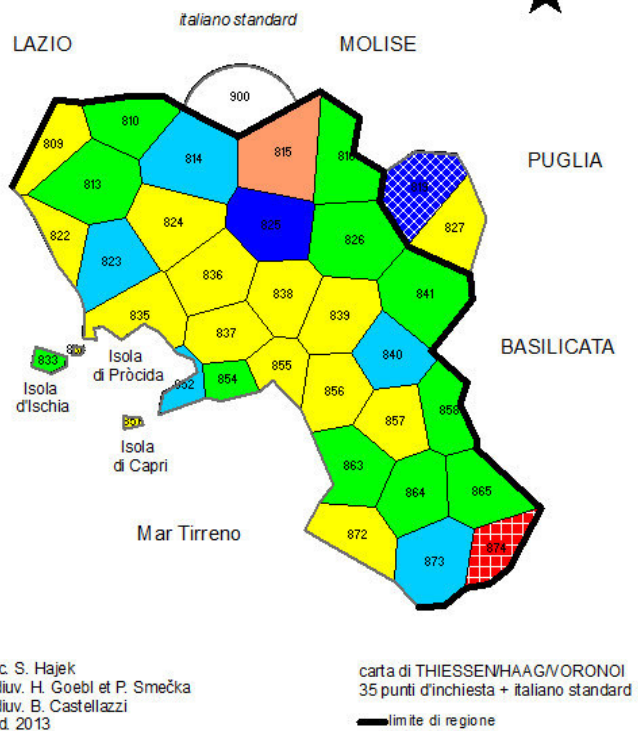 italiano standard
LAZIO
MOLISE
900
810
809
814
815
PUGLIA
813
825
824
822
827
826
823
836
838
841
835
839
837
BASILICATA
833
Isola
di Pròcida
840
855
854
Isola
d'Ischia
856
858
857
Isola
di Capri
863
864
865
Mar Tirreno
872
874
873
c. S. Hajek
liuv. H. Goebl et P. Smečka
liuv. B. Castellazzi
d. 2013
carta di THIESSEN/HAAG/VORONOI
35 punti d'inchiesta + italiano standard
limite di regione